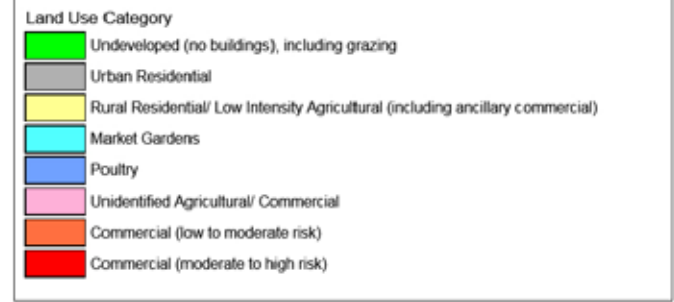 Land Use Category
Undeveloped (no buildings), including grazing
Urban Residential
Rural Residential/ Low Intensity Agricultural (including ancillary commercial)
Market Gardens
Poultry
Unidentified Agricultural/ Commercial
Commercial (low to moderate risk)
Commercial (moderate to high risk)